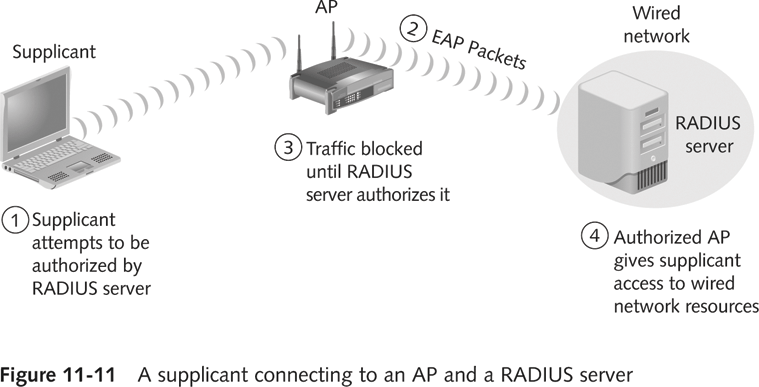 AP
Wired
network
Supplicant
② EAP Packets
RADIUS
server
③ Traffic blocked
until RADIUS
server authorizes it
① Supplicant
attempts to be
authorized by
RADIUS server
④ Authorized AP
gives supplicant
access to wired
network resources
Figure 11-11 A supplicant connecting to an AP and a RADIUS server